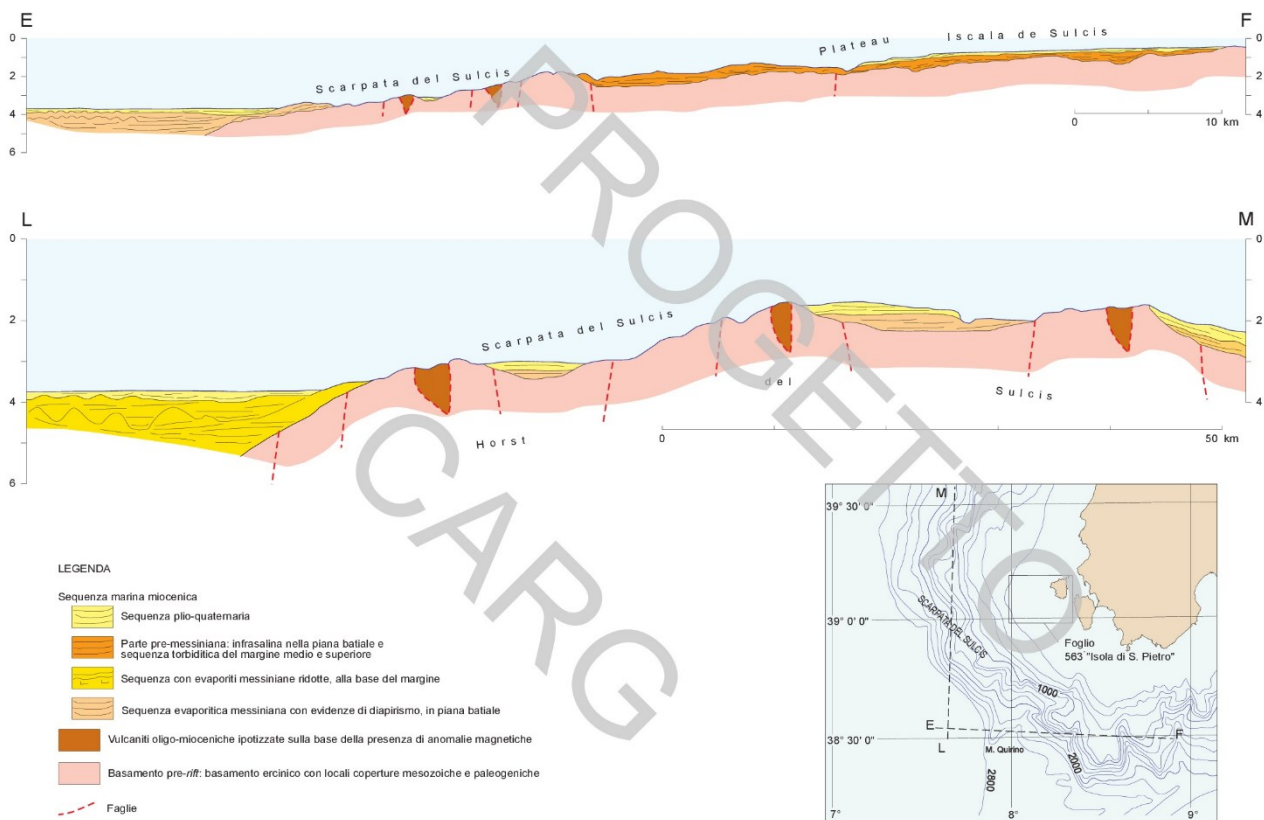 E
F
Scarpata del Sulcis
Plateau
Iscala de Sulcis
0
2
4
6
0
2
4
0
10 km
L
M
Scarpata del Sulcis
Horst
del
Sulcis
0
2
4
6
0
2
4
0
50 km
PROGETTO
CARG
LEGENDA
Sequenza marina miocenica
Sequenza plio-quaternaria
Parte pre-messiniana: infrasalina nella piana batiale e
sequenza torbiditica del margine medio e superiore
Sequenza con evaporiti messiniane ridotte, alla base del margine
Sequenza evaporitica messiniana con evidenze di diapirismo, in piana batiale
Vulcaniti oligo-mioceniche ipotizzate sulla base della presenza di anomalie magnetiche
Basamento pre-rift: basamento ercinico con locali coperture mesozoiche e paleogeniche
Faglie
M
39° 30' 0"
39° 0' 0"
SCARPATA DEL SULCIS
Foglio
563 "Isola di S. Pietro"
1000
E
F
38° 30' 0"
L
M. Quirino
2000
2800
7°
8°
9°